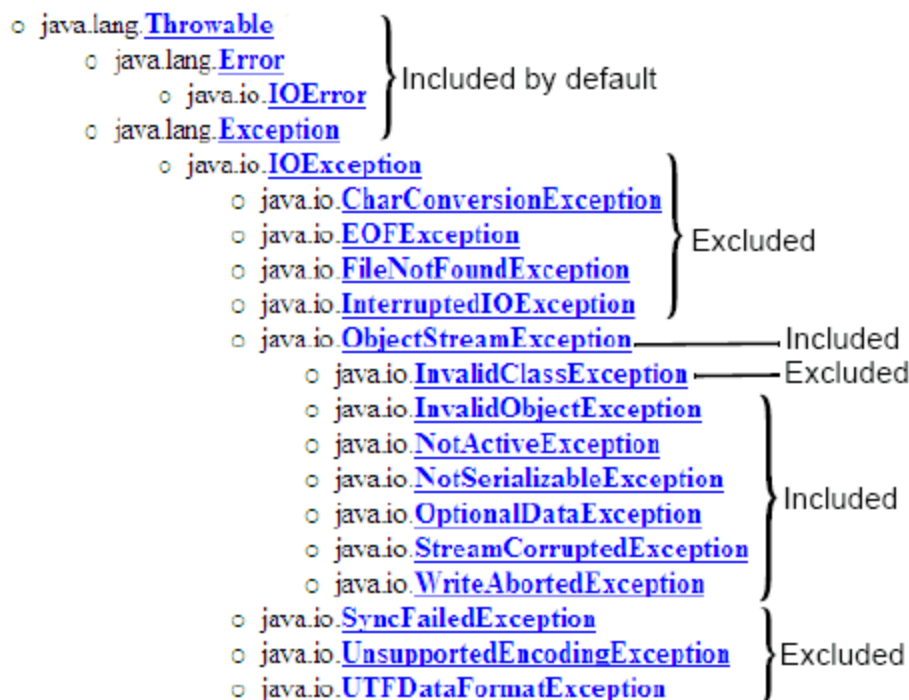 java.lang.Throwable
java.lang.Error
java.io.IOError
java.lang.Exception
Included by default
java.io.IOException
java.io.CharConversionException
java.io.EOFException
java.io.FileNotFoundException
java.io.InterruptedIOException
Excluded
java.io.ObjectStreamException Included
java.io.InvalidClassException Excluded
java.io.InvalidObjectException
java.io.NotActiveException
java.io.NotSerializableException
java.io.OptionalDataException
java.io.StreamCorruptedException
java.io.WriteAbortedException
Included
java.io.SyncFailedException
java.io.UnsupportedEncodingException
java.io.UTFDataFormatException
Excluded